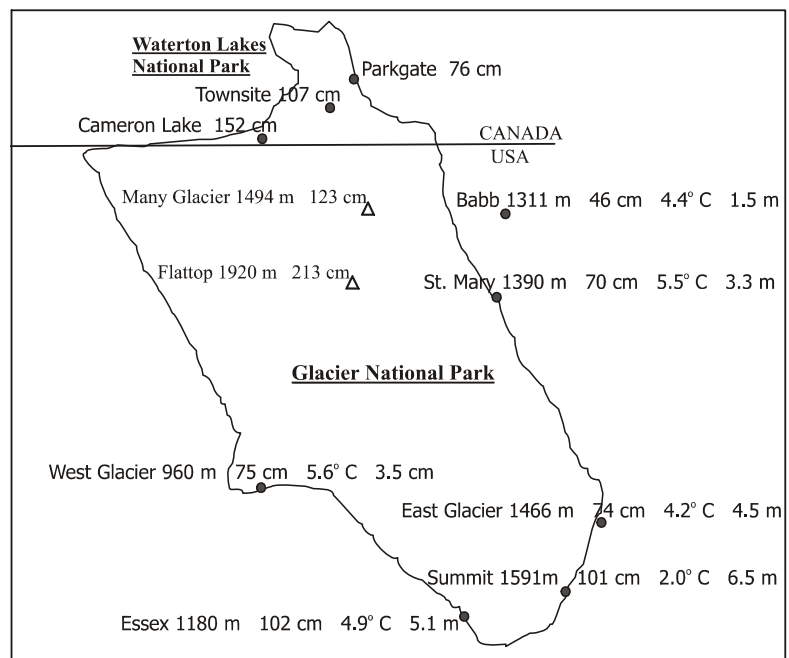 Waterton Lakes
National Park
Parkgate 76 cm
Townsite 107 cm
Cameron Lake 152 cm
CANADA
USA
Many Glacier 1494 m 123 cm
Babb 1311 m 46 cm 4.4° C 1.5 m
Flattop 1920 m 213 cm
St. Mary 1390 m 70 cm 5.5° C 3.3 m
Glacier National Park
West Glacier 960 m 75 cm 5.6° C 3.5 cm
East Glacier 1466 m 74 cm 4.2° C 4.5 m
Summit 1591m 101 cm 2.0° C 6.5 m
Essex 1180 m 102 cm 4.9° C 5.1 m